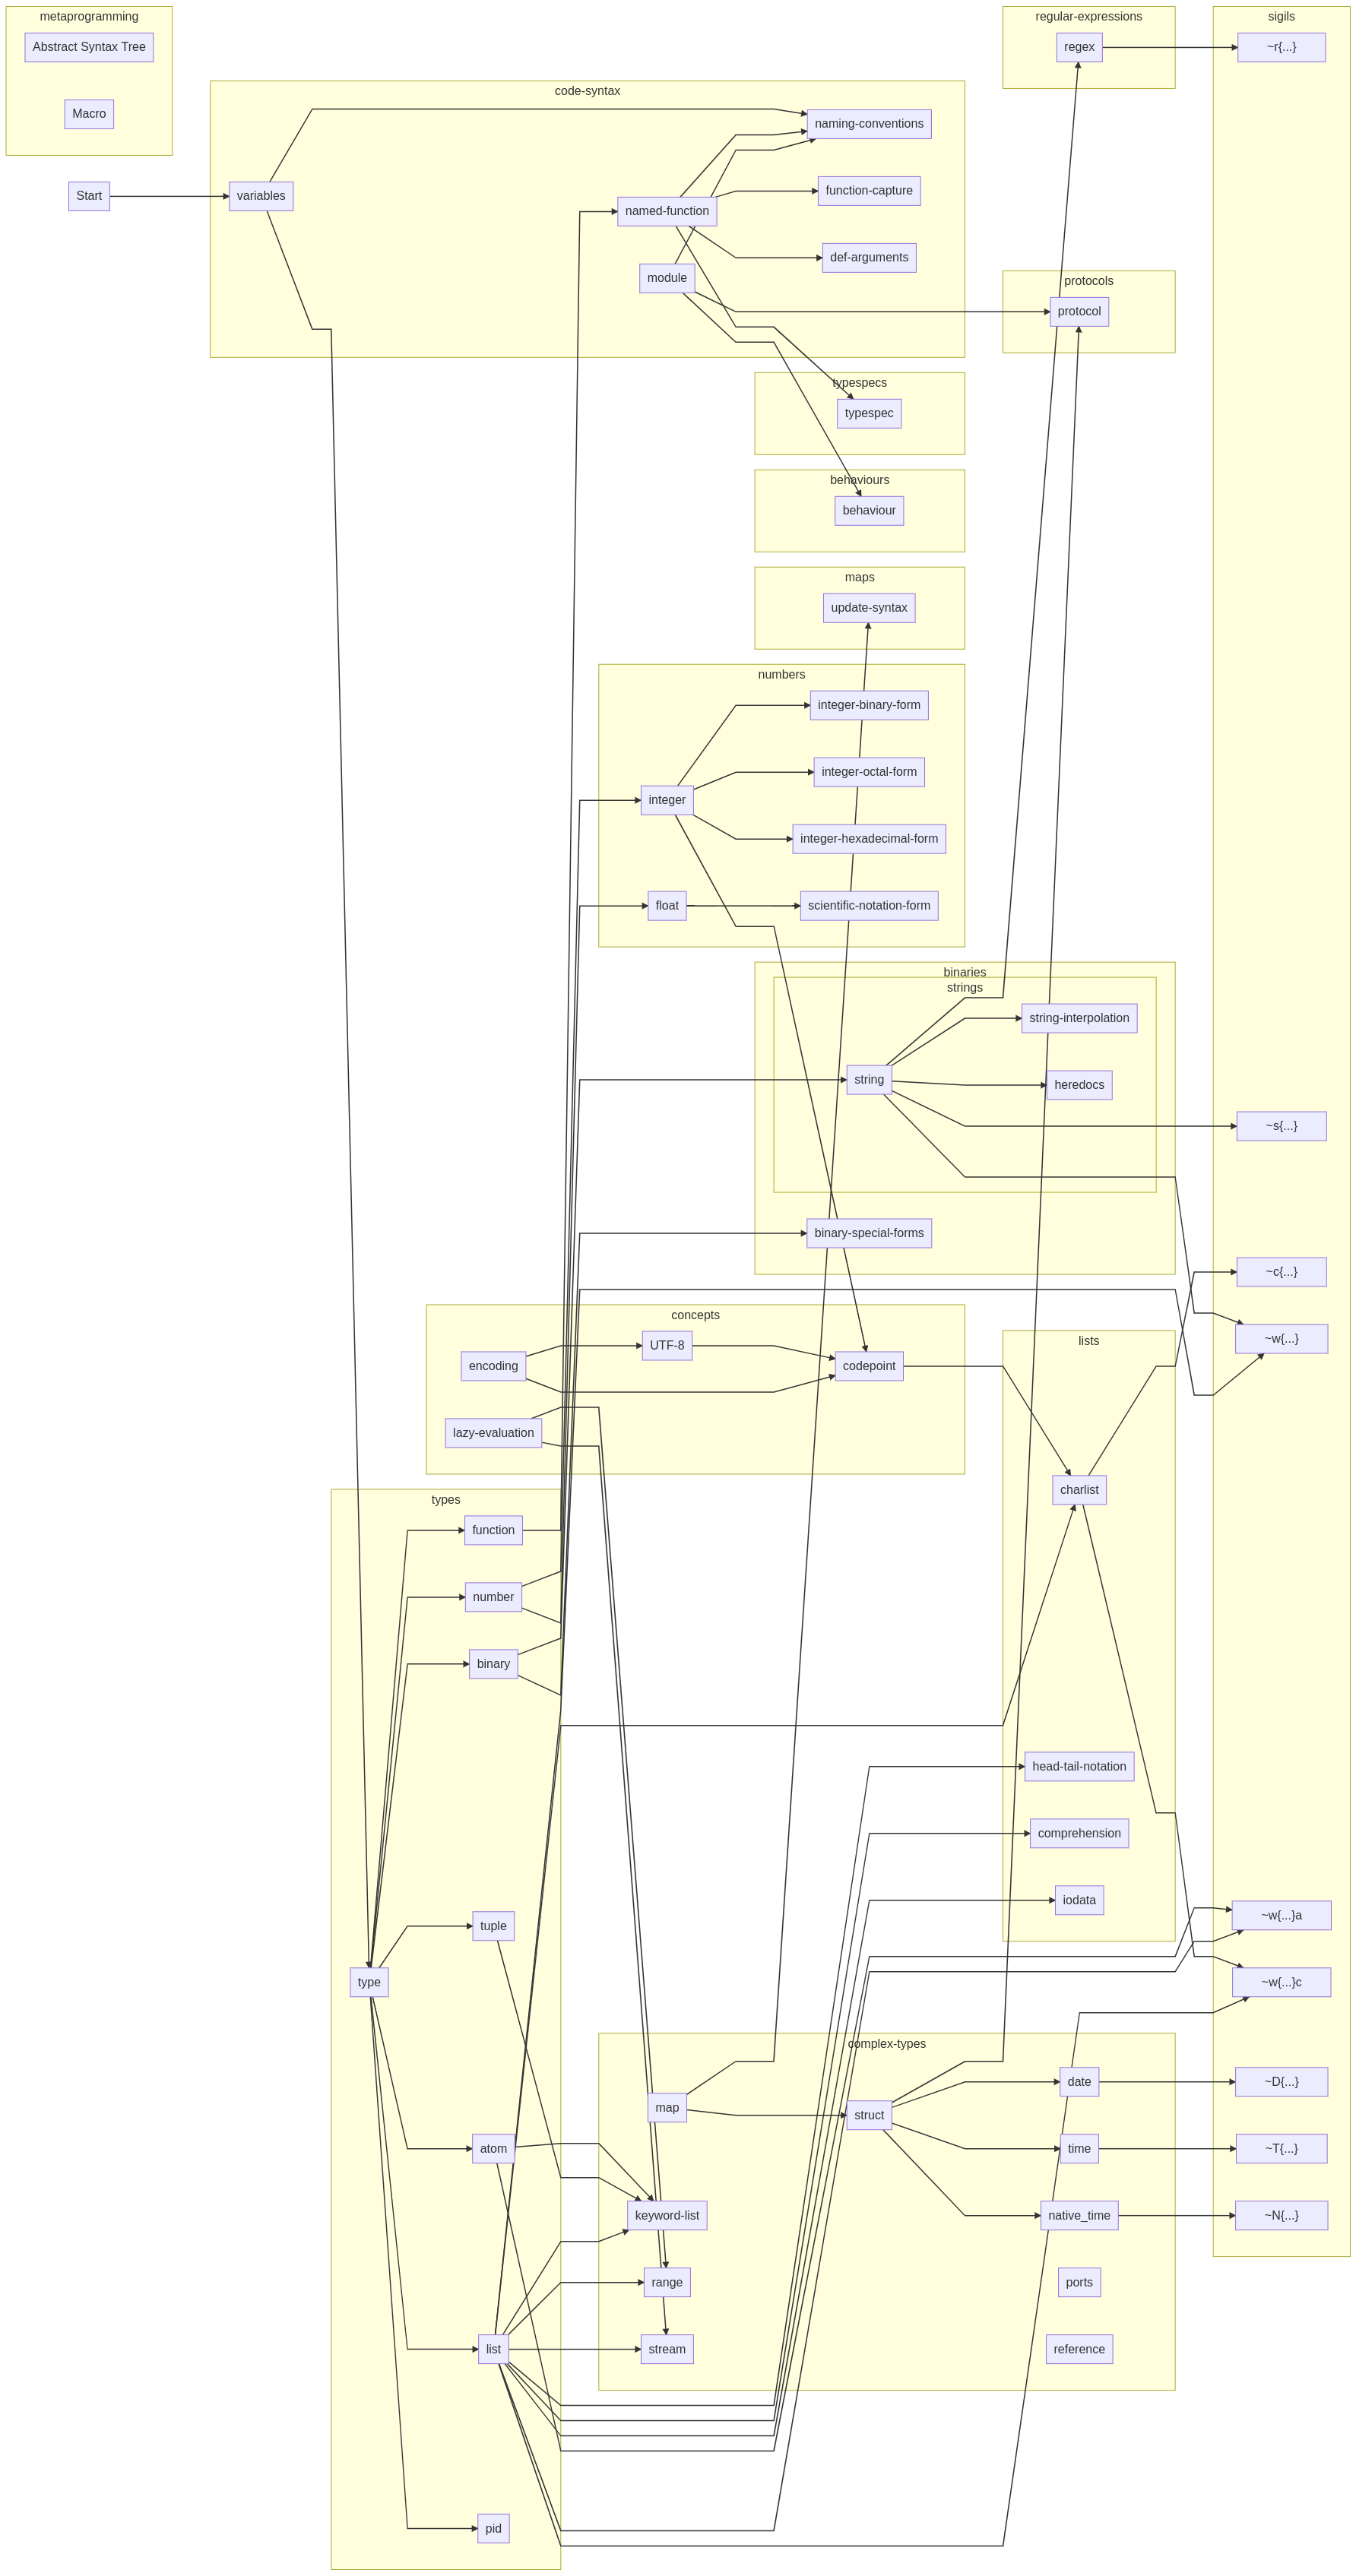 metaprogramming
Abstract Syntax Tree
Macro
Start
code-syntax
variables
naming-conventions
named-function
function-capture
def-arguments
module
regular-expressions
regex
protocols
protocol
typespecs
typespec
behaviours
behaviour
maps
update-syntax
numbers
integer
integer-binary-form
integer-octal-form
integer-hexadecimal-form
float
scientific-notation-form
binaries
strings
string
string-interpolation
heredocs
binary-special-forms
concepts
encoding
UTF-8
codepoint
lazy-evaluation
lists
charlist
head-tail-notation
comprehension
iodata
types
function
number
binary
tuple
type
atom
list
pid
complex-types
map
struct
date
time
keyword-list
native_time
range
ports
stream
reference
sigils
~r{...}
~s{...}
~c{...}
~w{...}
~w{...}a
~w{...}c
~D{...}
~T{...}
~N{...}